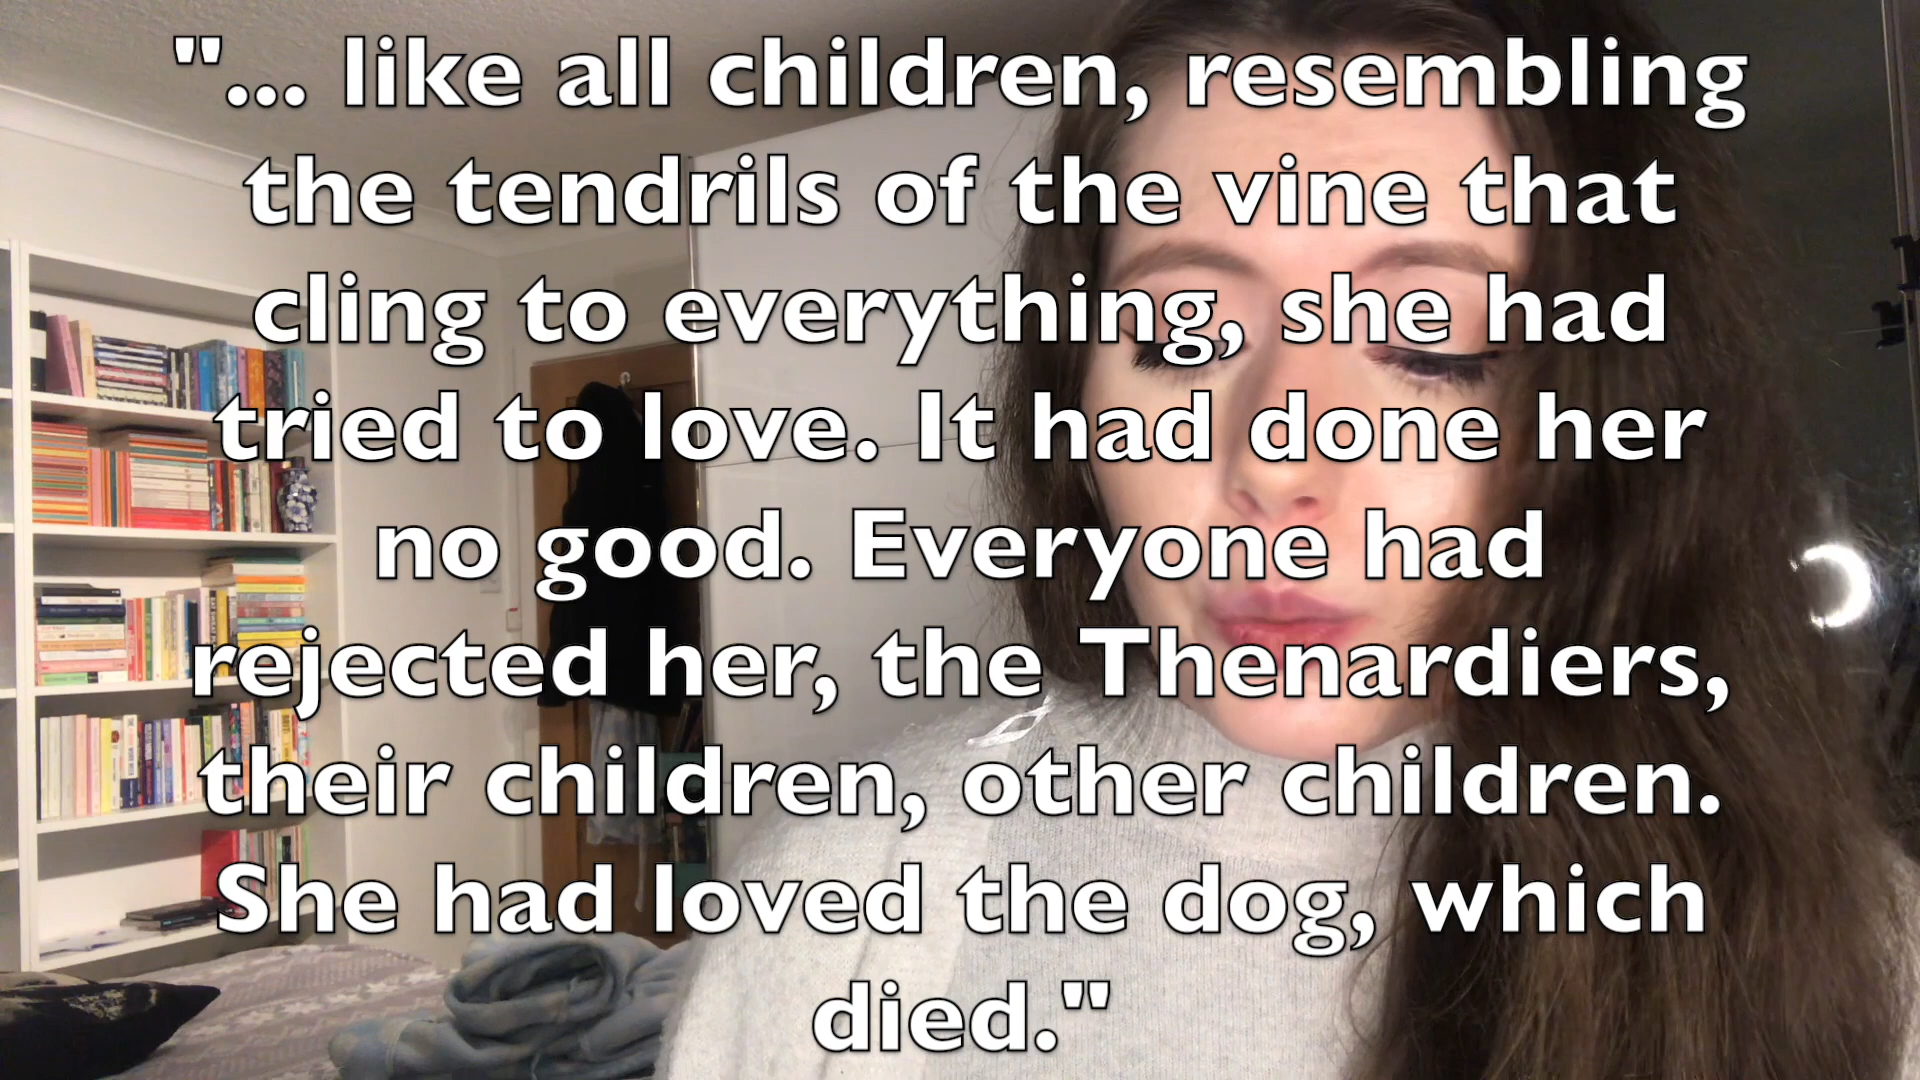 "... like all children, resembling
the tendrils of the vine that
cling to everything, she had
tried to love. It had done her
no good. Everyone had
rejected her, the Thenardiers,
their children, other children.
She had loved the dog, which
died."